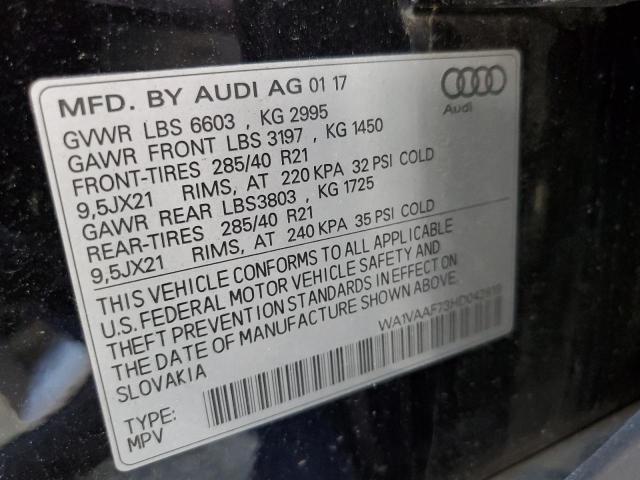 MFD. BY AUDI AG 01 17
Audi
GVWR LBS 6603 , KG 2995
GAWR FRONT LBS 3197 , KG 1450
FRONT-TIRES 285/40 R21
9,5JX21 RIMS, AT 220 KPA 32 PSI COLD
GAWR REAR LBS3803 , KG 1725
REAR-TIRES 285/40 R21
9,5JX21 RIMS, AT 240 KPA 35 PSI COLD
THIS VEHICLE CONFORMS TO ALL APPLICABLE
U.S. FEDERAL MOTOR VEHICLE SAFETY AND
THEFT PREVENTION STANDARDS IN EFFECT ON
THE DATE OF MANUFACTURE SHOWN ABOVE.
SLOVAKIA
TYPE:
MPV